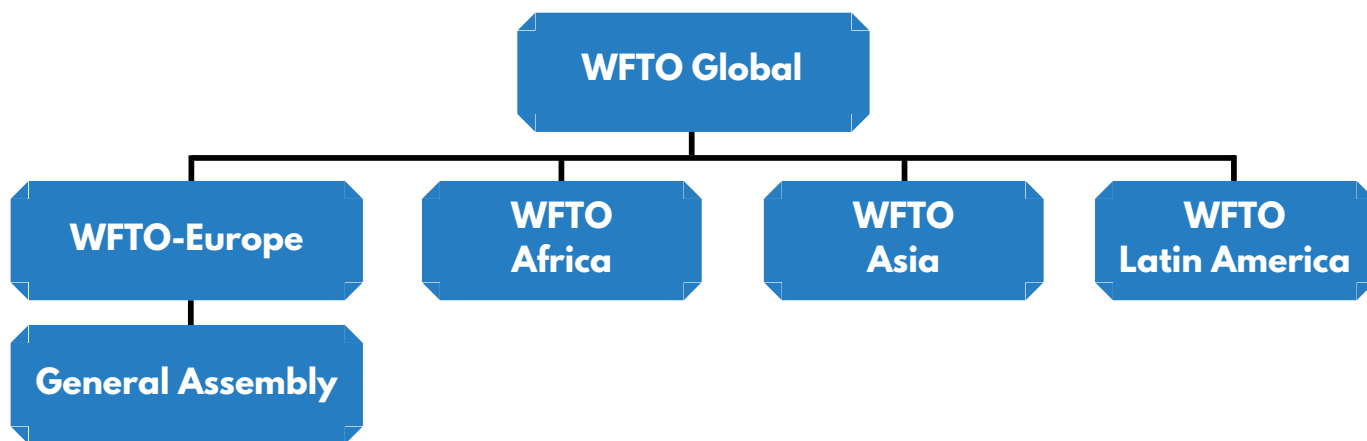 WFTO Global
WFTO-Europe
WFTO
Africa
WFTO
Asia
WFTO
Latin America
General Assembly